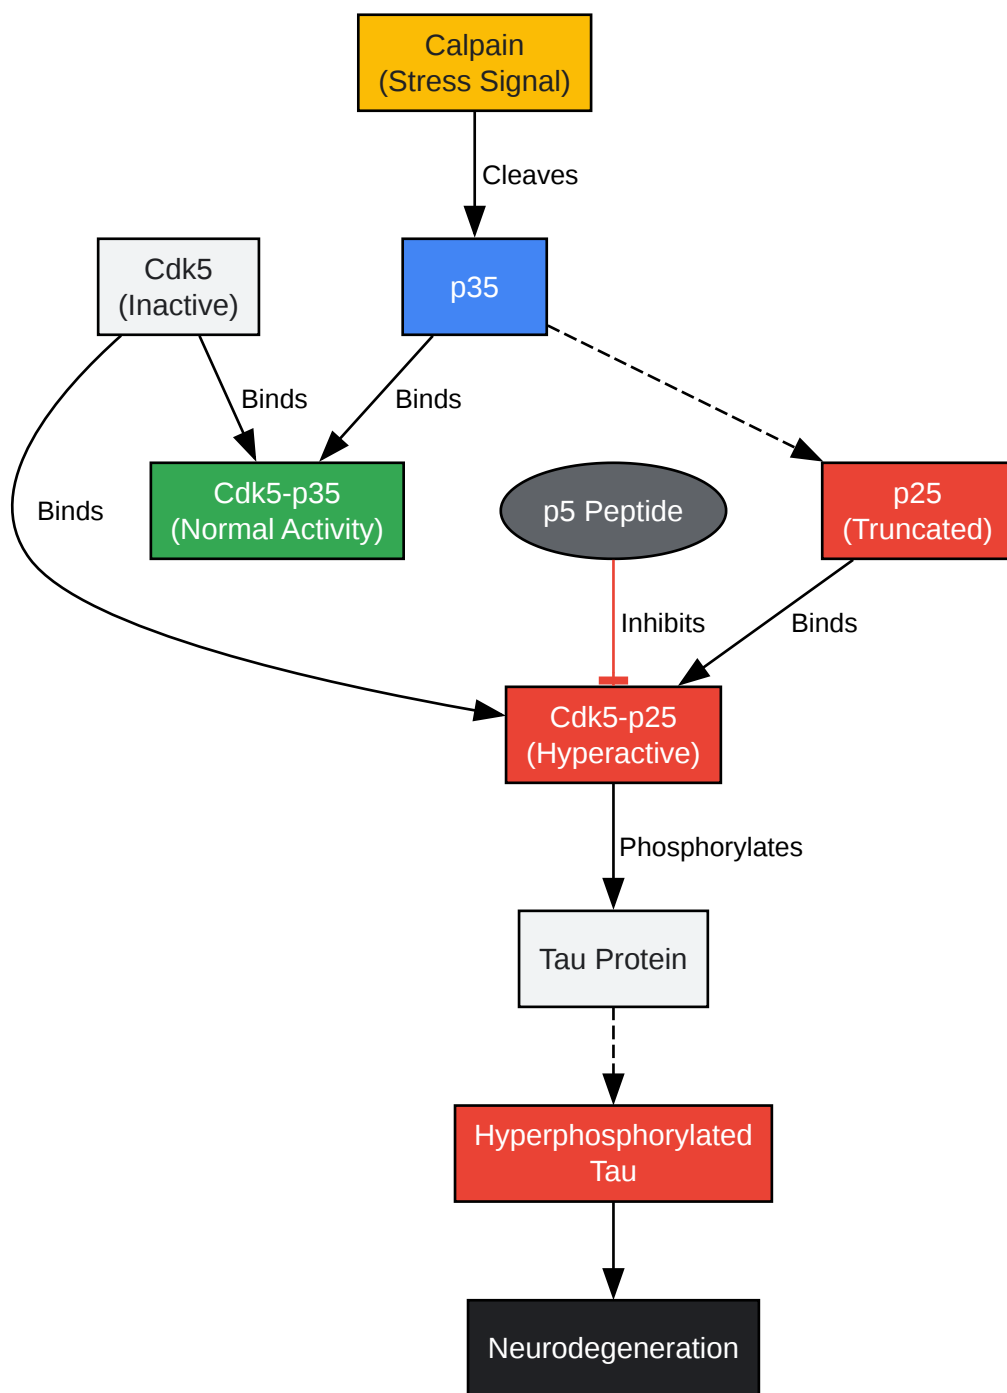 Calpain
(Stress Signal)
Cleaves
Cdk5
(Inactive)
p35
Binds
Binds
Cdk5-p35
(Normal Activity)
Binds
p5 Peptide
p25
(Truncated)
Inhibits
Binds
Cdk5-p25
(Hyperactive)
Phosphorylates
Tau Protein
Hyperphosphorylated
Tau
Neurodegeneration